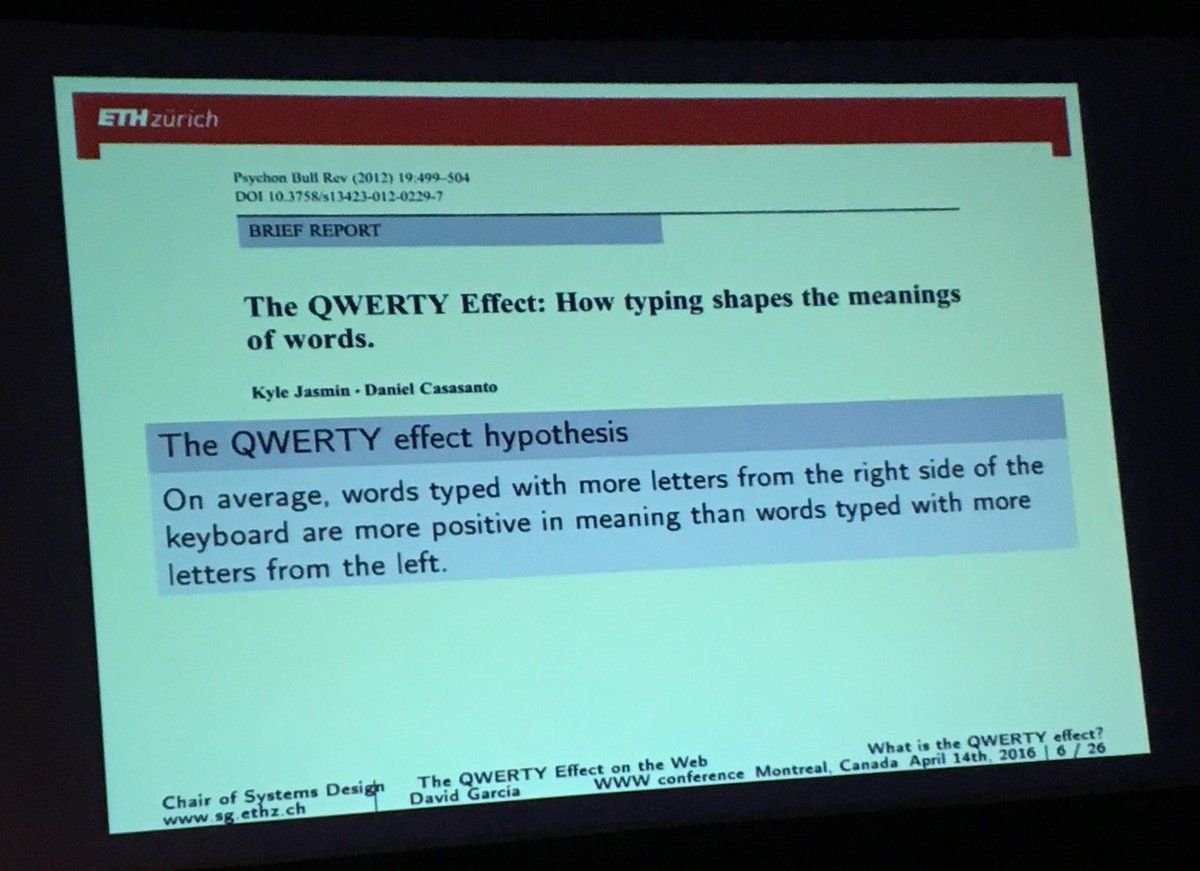 ETH zürich
Psychon Bull Rev (2012) 19:499–504
DOI 10.3758/s13423-012-0229-7
BRIEF REPORT
The QWERTY Effect: How typing shapes the meanings
of words.
Kyle Jasmin • Daniel Casasanto
The QWERTY effect hypothesis
On average, words typed with more letters from the right side of the
keyboard are more positive in meaning than words typed with more
letters from the left.
What is the QWERTY effect?
Chair of Systems Design The QWERTY Effect on the Web
www.sg.ethz.ch David García WWW conference Montreal, Canada April 14th, 2016 | 6 / 26